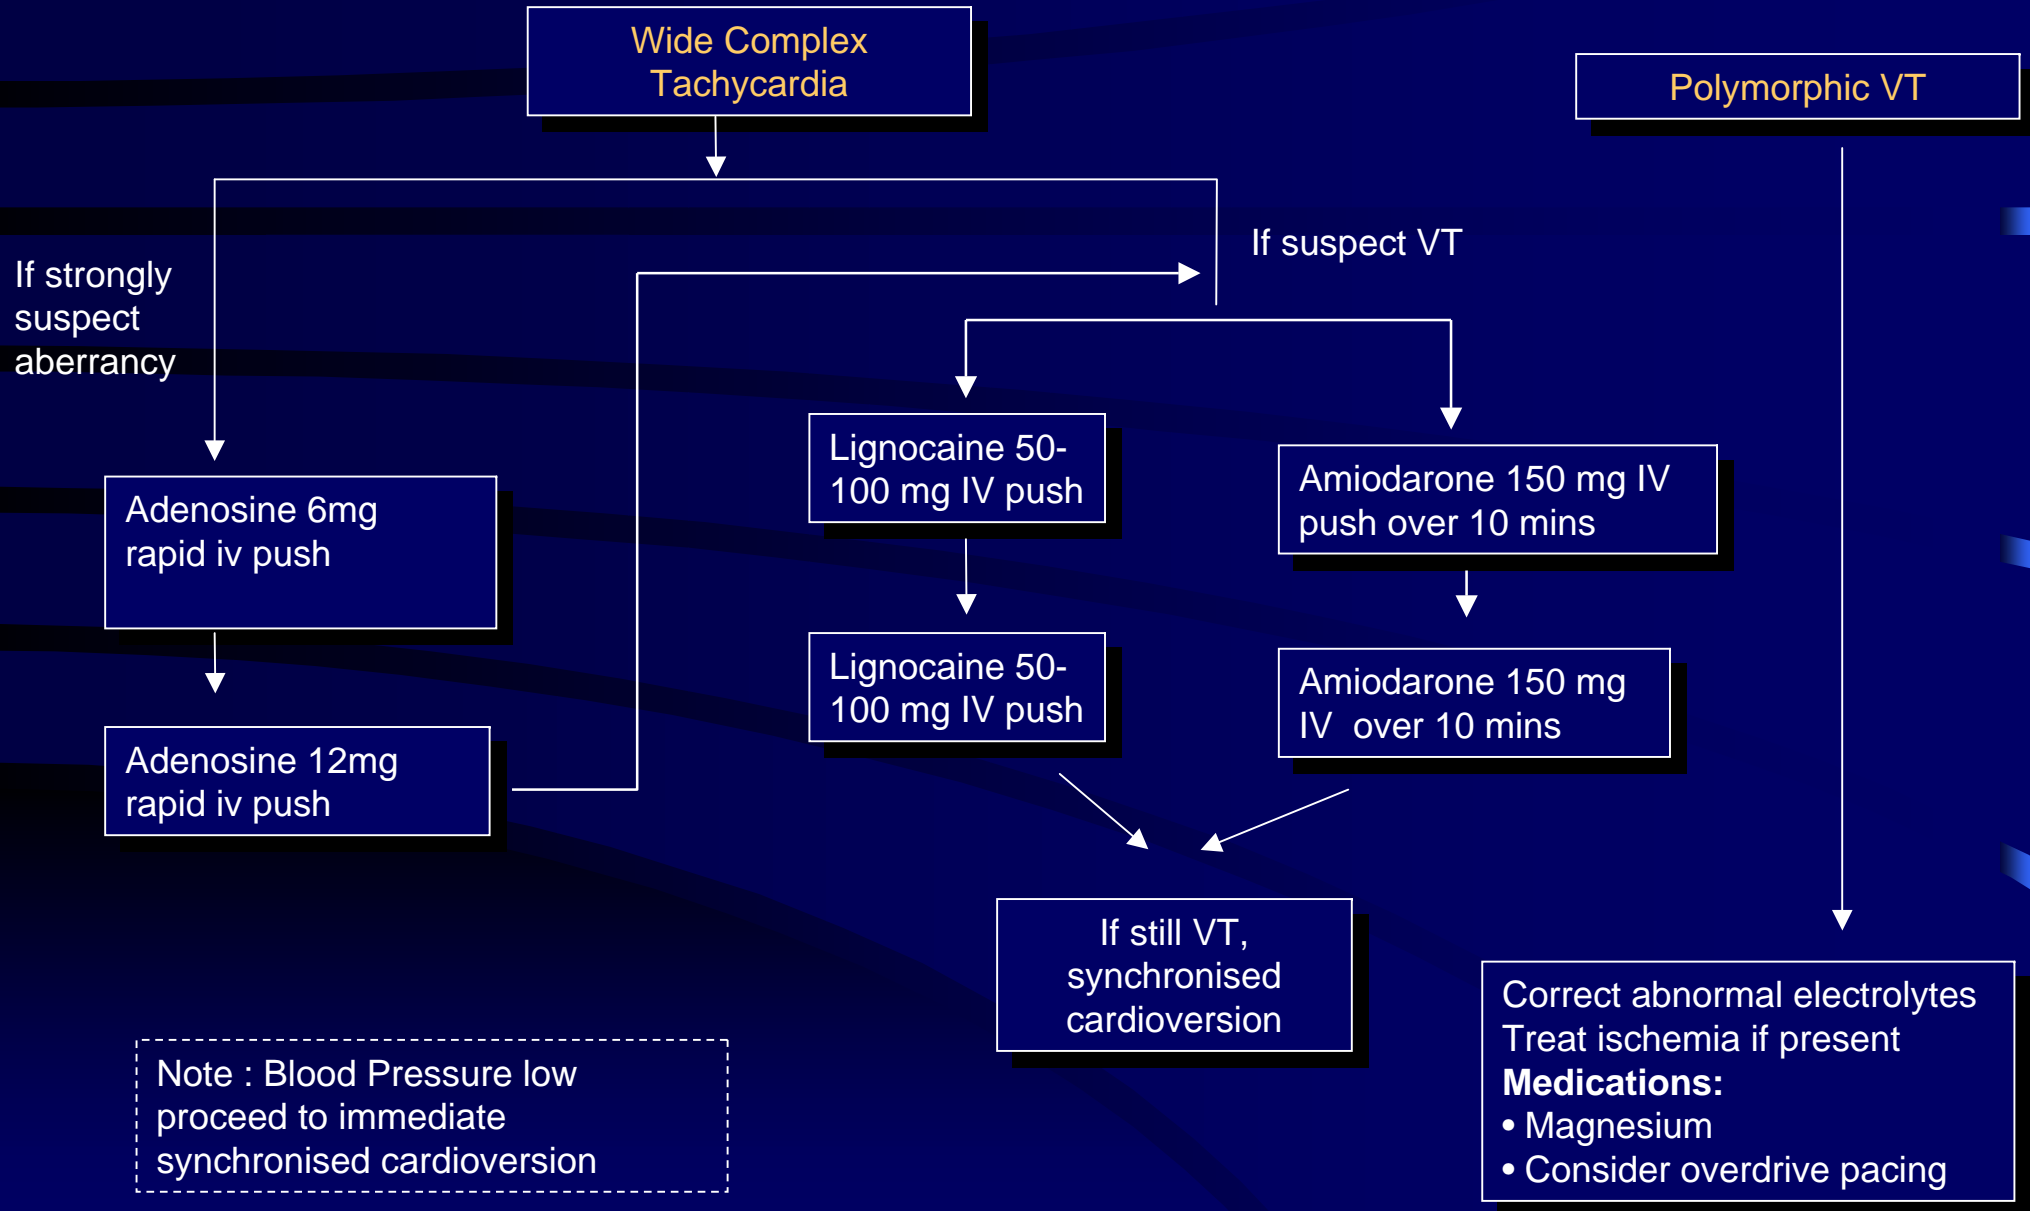 Wide Complex
Tachycardia
Polymorphic VT
If strongly
suspect
aberrancy
If suspect VT
Adenosine 6mg
rapid iv push
Adenosine 12mg
rapid iv push
Lignocaine 50-
100 mg IV push
Lignocaine 50-
100 mg IV push
Amiodarone 150 mg IV
push over 10 mins
Amiodarone 150 mg
IV  over 10 mins
If still VT,
synchronised
cardioversion
Note : Blood Pressure low
proceed to immediate
synchronised cardioversion
Correct abnormal electrolytes
Treat ischemia if present
Medications:
• Magnesium
• Consider overdrive pacing